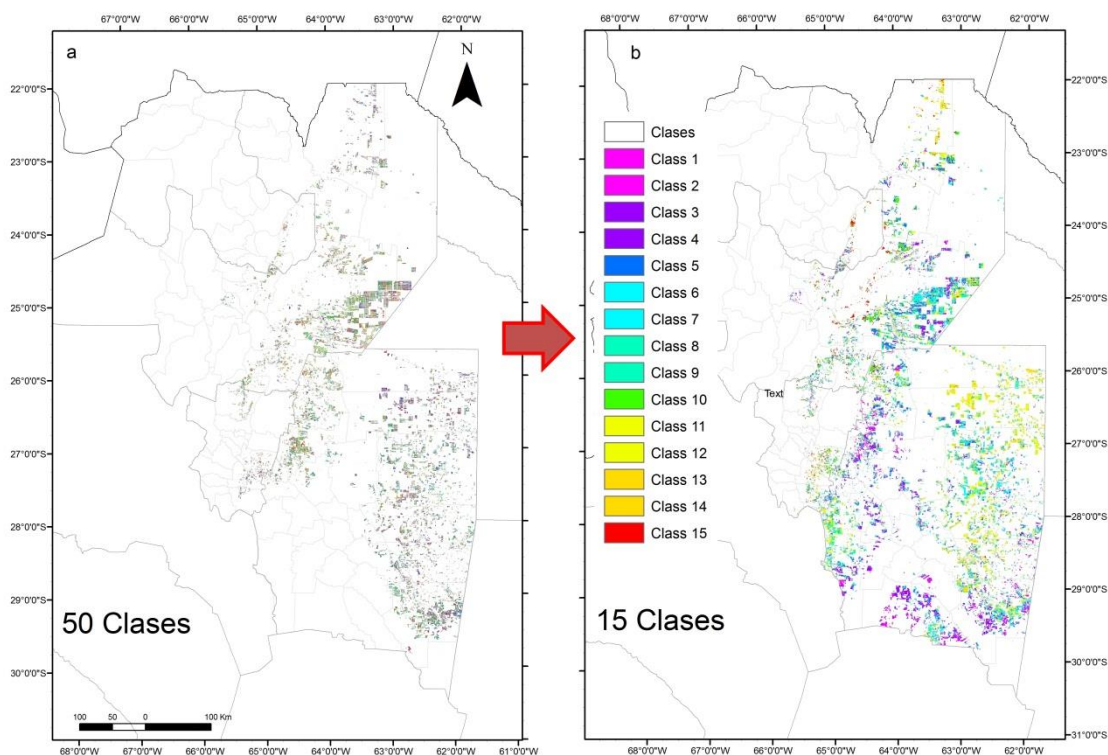 67°0'0"W 66°0'0"W 65°0'0"W 64°0'0"W 63°0'0"W 62°0'0"W
68°0'0"W 67°0'0"W 66°0'0"W 65°0'0"W 64°0'0"W 63°0'0"W 62°0'0"W
a
N
b
22°0'0"S
23°0'0"S
24°0'0"S
25°0'0"S
26°0'0"S
27°0'0"S
28°0'0"S
29°0'0"S
30°0'0"S
Clases
Class 1
Class 2
Class 3
Class 4
Class 5
Class 6
Class 7
Class 8
Class 9
Class 10
Class 11
Class 12
Class 13
Class 14
Class 15
Text
22°0'0"S
23°0'0"S
24°0'0"S
25°0'0"S
26°0'0"S
27°0'0"S
28°0'0"S
29°0'0"S
30°0'0"S
31°0'0"S
50 Clases
15 Clases
100 50 0 100 Km
68°0'0"W 67°0'0"W 66°0'0"W 65°0'0"W 64°0'0"W 63°0'0"W 62°0'0"W 61°0'0"W
69°0'0"W 68°0'0"W 67°0'0"W 66°0'0"W 65°0'0"W 64°0'0"W 63°0'0"W 62°0'0"W